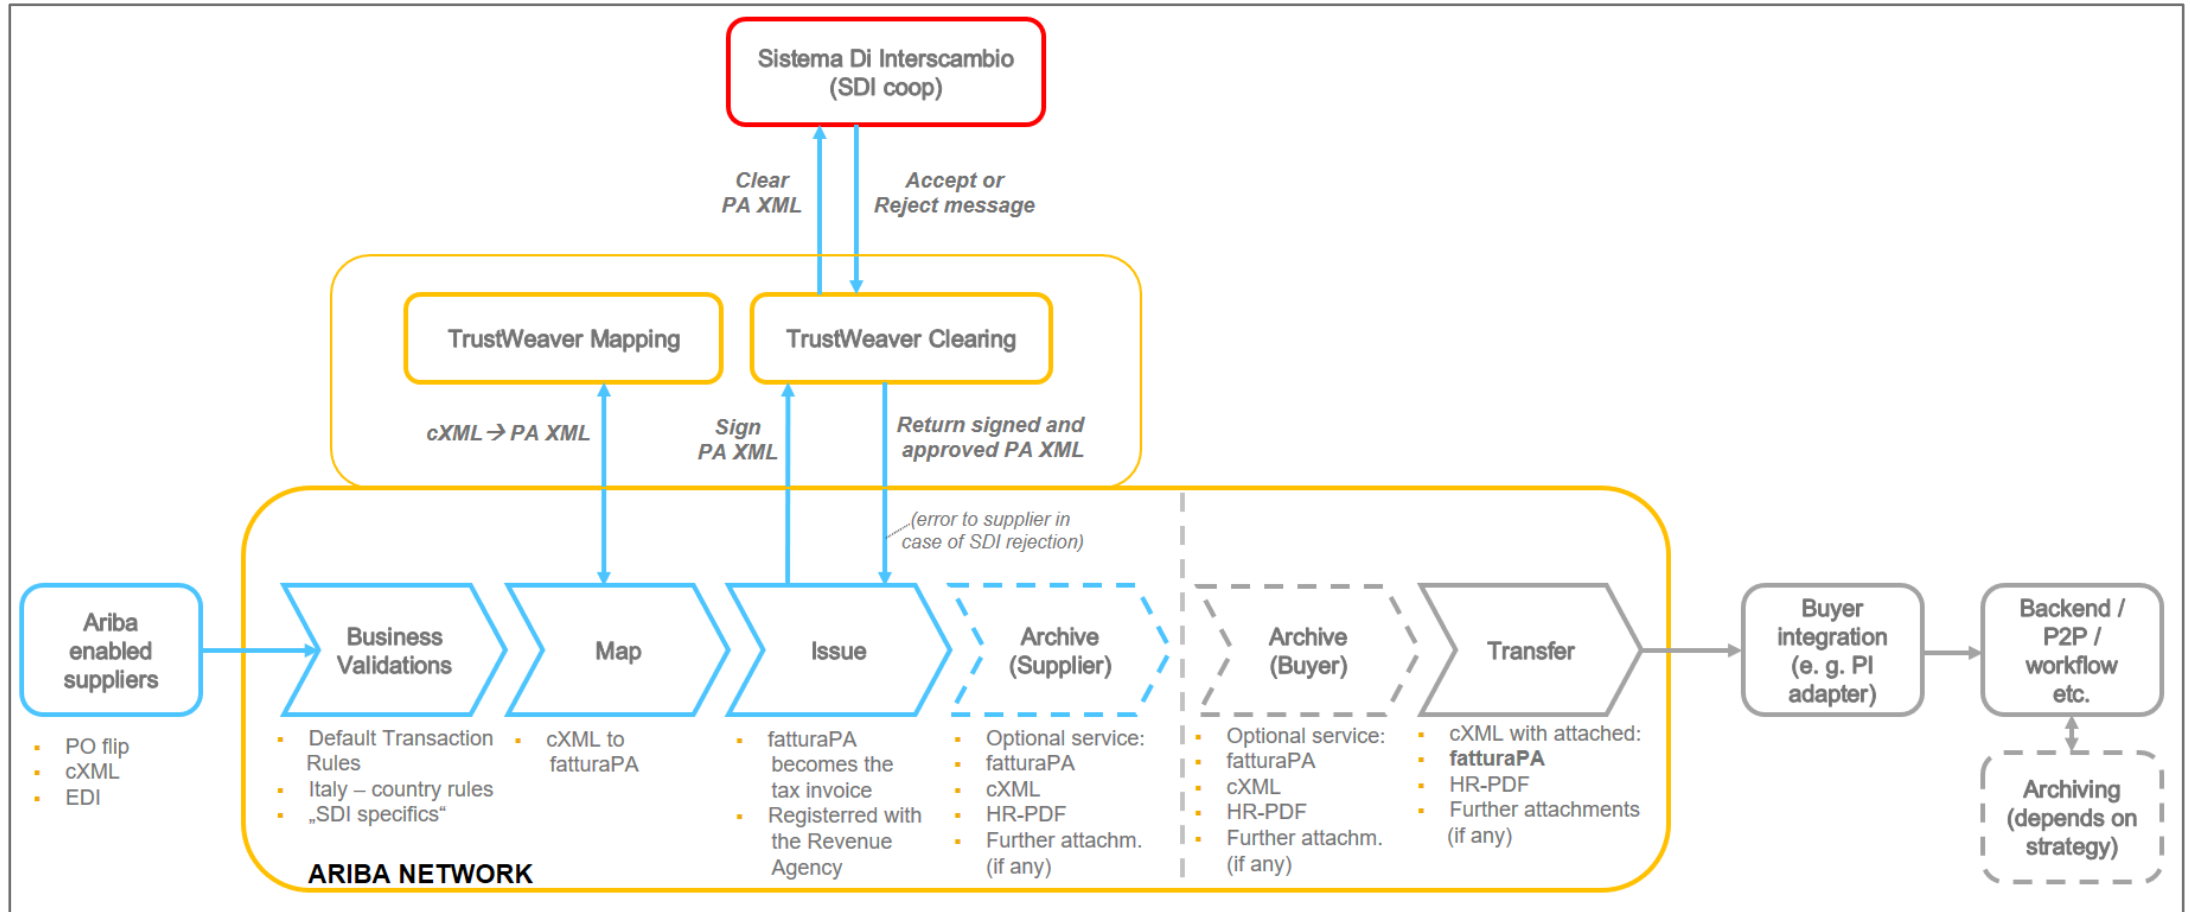 Sistema Di Interscambio
(SDI coop)
Clear
PA XML
Accept or
Reject message
TrustWeaver Mapping
TrustWeaver Clearing
cXML→ PA XML
Sign
PA XML
Return signed and
approved PA XML
(error to supplier in
case of SDI rejection)
Ariba
enabled
suppliers
Business
Validations
Map
Issue
Archive
(Supplier)
Archive
(Buyer)
Transfer
Buyer
integration
(e. g. PI
adapter)
Backend /
P2P /
workflow
etc.
▪ PO flip
▪ cXML
▪ EDI
▪ Default Transaction
Rules
▪ Italy – country rules
▪ „SDI specifics“
▪ cXML to
fatturaPA
▪ fatturaPA
becomes the
tax invoice
▪ Registerred with
the Revenue
Agency
▪ Optional service:
▪ fatturaPA
▪ cXML
▪ HR-PDF
▪ Further attachm.
(if any)
▪ Optional service:
▪ fatturaPA
▪ cXML
▪ HR-PDF
▪ Further attachm.
(if any)
▪ cXML with attached:
▪ fatturaPA
▪ HR-PDF
▪ Further attachments
(if any)
Archiving
(depends on
strategy)
ARIBA NETWORK